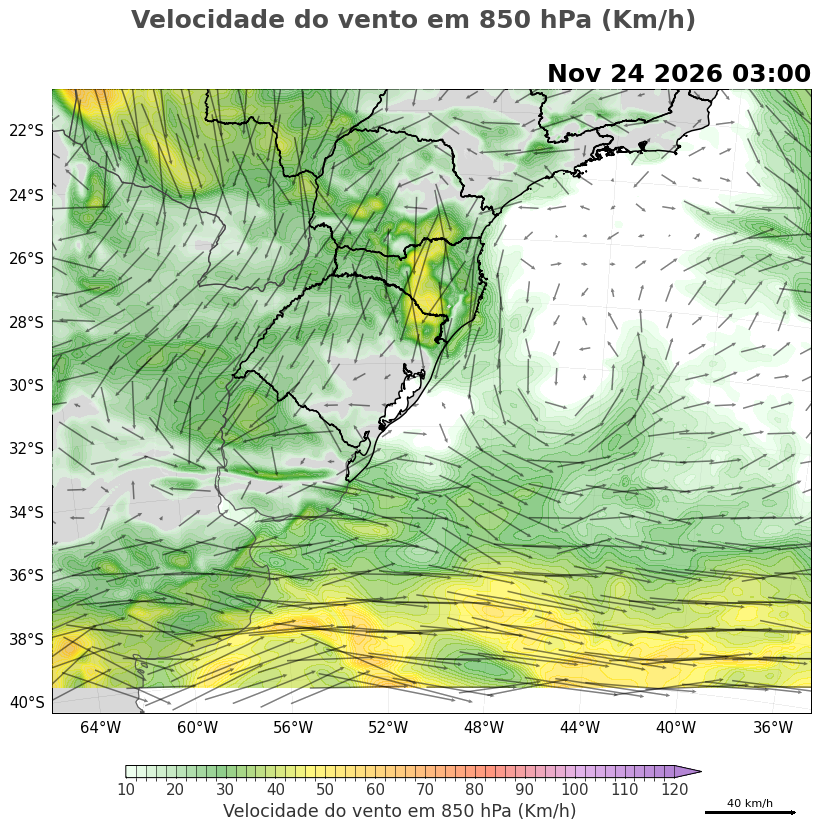 Velocidade do vento em 850 hPa (Km/h)
Nov 24 2026 03:00
22°S
24°S
26°S
28°S
30°S
32°S
34°S
36°S
38°S
40°S
64°W 60°W 56°W 52°W 48°W 44°W 40°W 36°W
10 20 30 40 50 60 70 80 90 100 110 120
Velocidade do vento em 850 hPa (Km/h)
40 km/h